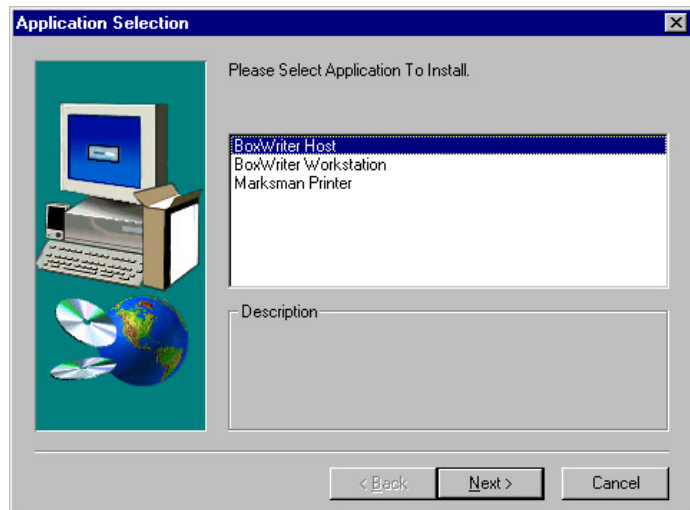 Application Selection
Please Select Application To Install.
BoxWriter Host
BoxWriter Workstation
Marksman Printer
Description
< Back
Next >
Cancel